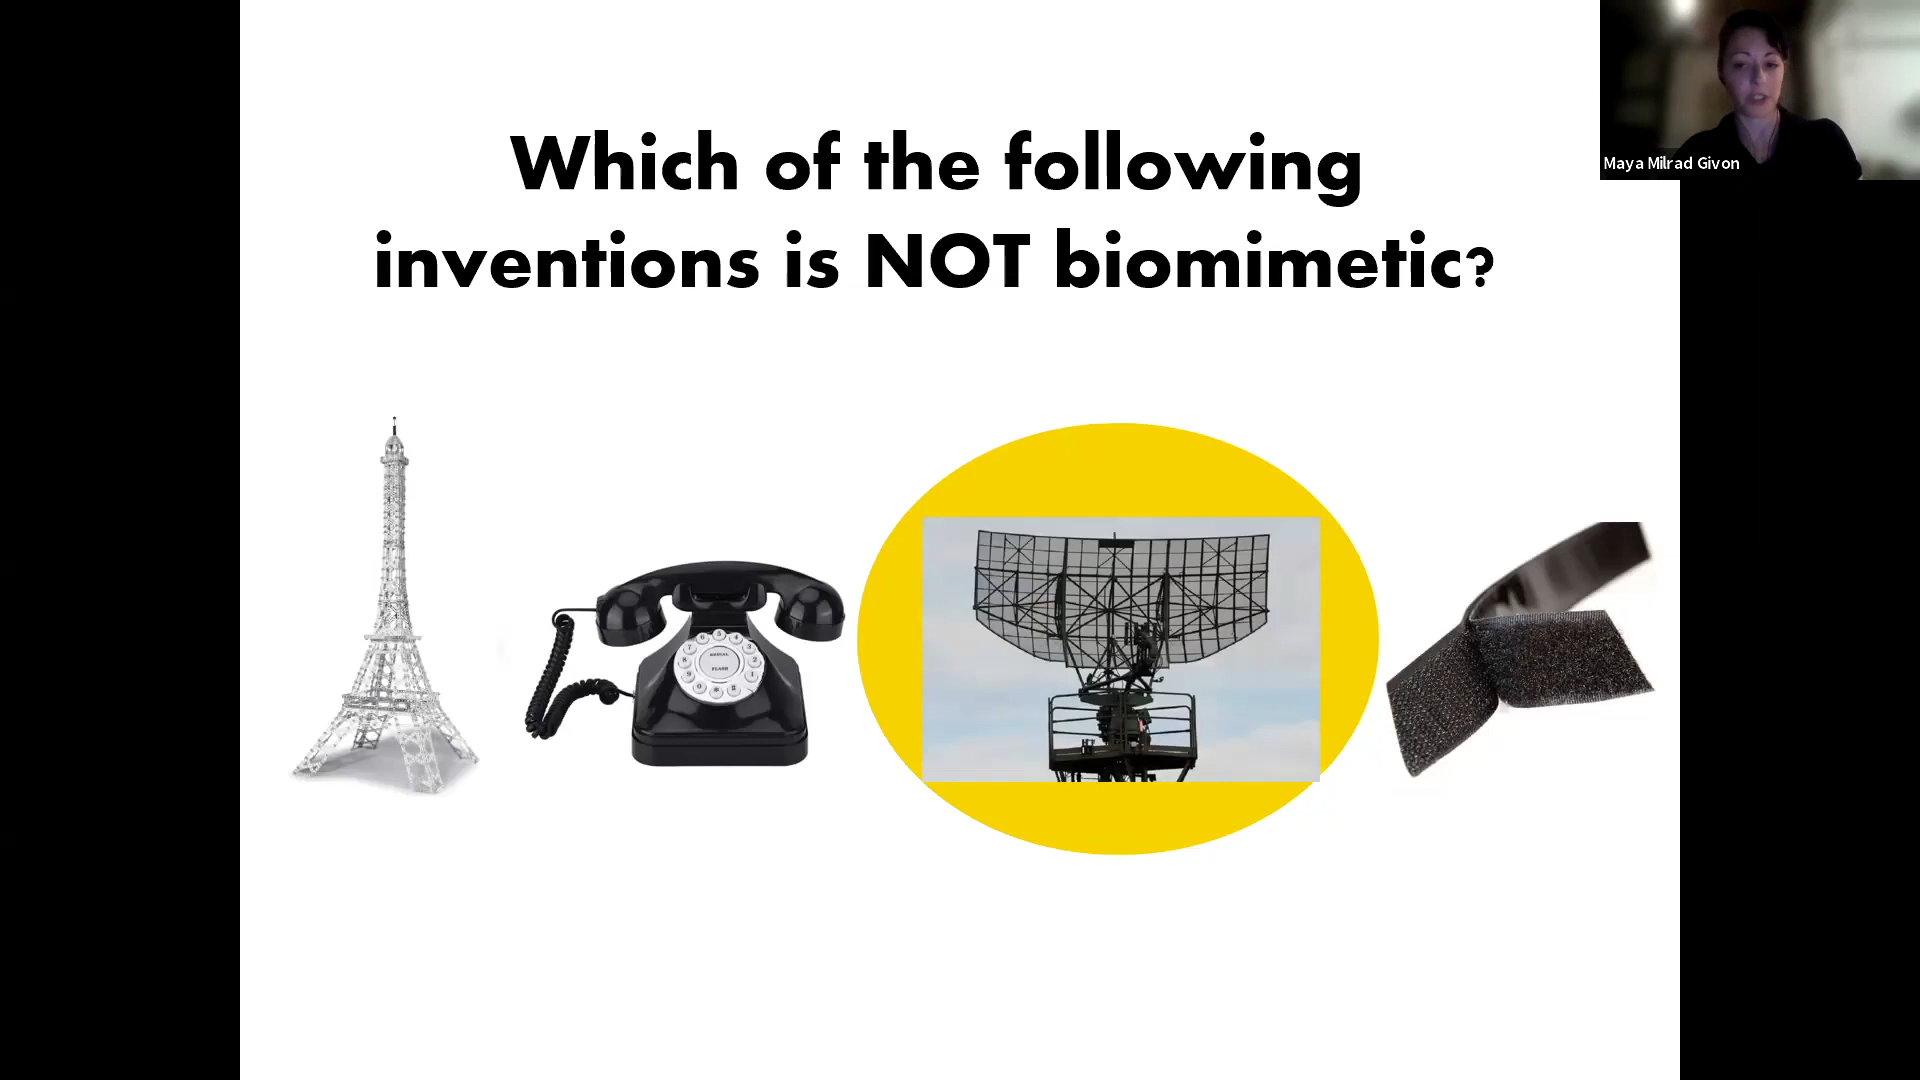 Which of the following
inventions is NOT biomimetic?
Maya Milrad Givon